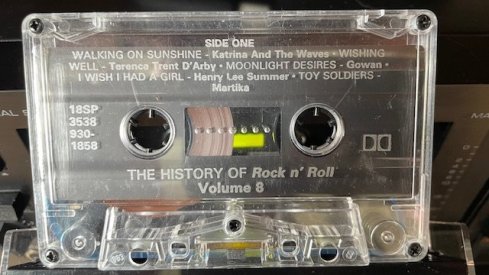 SIDE ONE
WALKING ON SUNSHINE - Katrina And The Waves • WISHING
WELL - Terence Trent D'Arby • MOONLIGHT DESIRES - Gowan •
I WISH I HAD A GIRL - Henry Lee Summer • TOY SOLDIERS -
Martika
18SP
3538
930-
1858
THE HISTORY OF Rock n' Roll
Volume 8